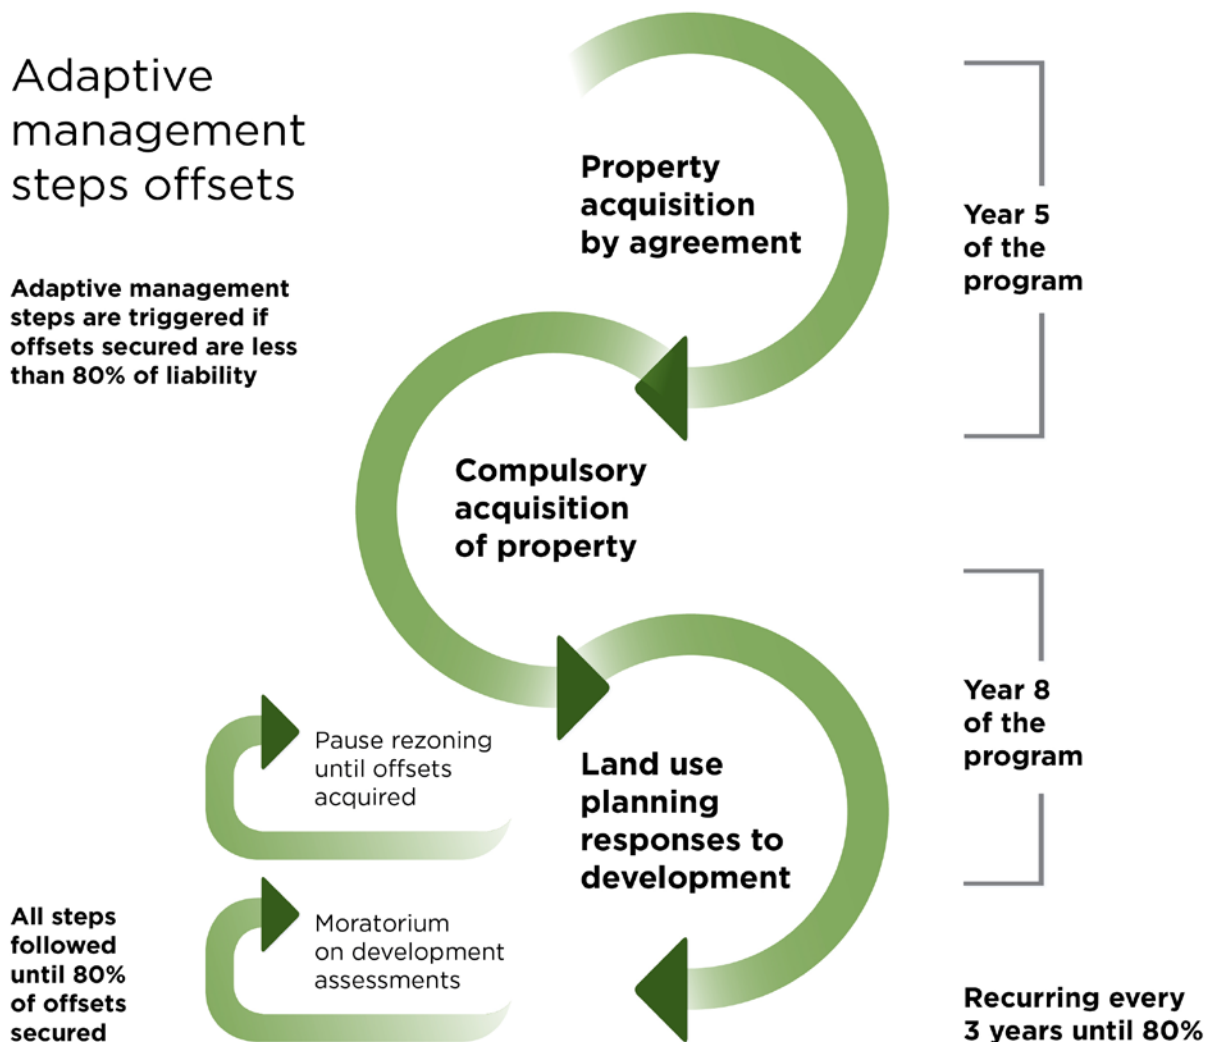 Adaptive
management
steps offsets
Adaptive management
steps are triggered if
offsets secured are less
than 80% of liability
Property
acquisition
by agreement
Year 5
of the
program
Compulsory
acquisition
of property
Year 8
of the
program
Land use
planning
responses to
development
Pause rezoning
until offsets
acquired
Moratorium
on development
assessments
All steps
followed
until 80%
of offsets
secured
Recurring every
3 years until 80%